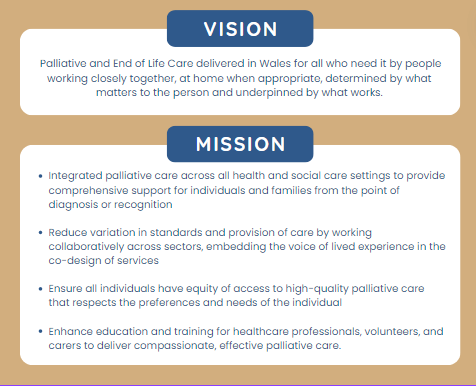 VISION
Palliative and End of Life Care delivered in Wales for all who need it by people
working closely together, at home when appropriate, determined by what
matters to the person and underpinned by what works.
MISSION
• Integrated palliative care across all health and social care settings to provide
comprehensive support for individuals and families from the point of
diagnosis or recognition
• Reduce variation in standards and provision of care by working
collaboratively across sectors, embedding the voice of lived experience in the
co-design of services
• Ensure all individuals have equity of access to high-quality palliative care
that respects the preferences and needs of the individual
• Enhance education and training for healthcare professionals, volunteers, and
carers to deliver compassionate, effective palliative care.